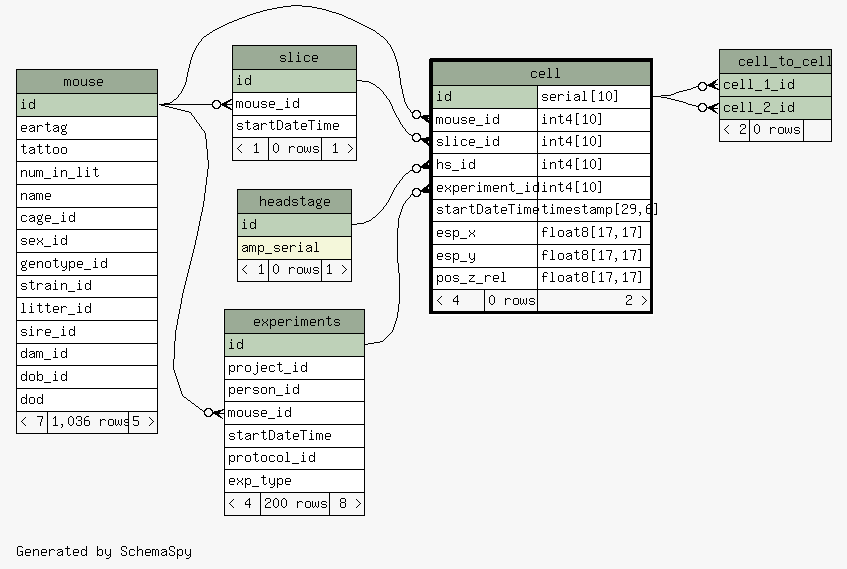 mouse
id
eartag
tattoo
num_in_lit
name
cage_id
sex_id
genotype_id
strain_id
litter_id
sire_id
dam_id
dob_id
dod
< 7 1,036 rows 5 >
slice
id
mouse_id
startDateTime
< 1 0 rows 1 >
headstage
id
amp_serial
< 1 0 rows 1 >
experiments
id
project_id
person_id
mouse_id
startDateTime
protocol_id
exp_type
< 4 200 rows 8 >
cell
id serial[10]
mouse_id int4[10]
slice_id int4[10]
hs_id int4[10]
experiment_id int4[10]
startDateTime timestamp[29,6]
esp_x float8[17,17]
esp_y float8[17,17]
pos_z_rel float8[17,17]
< 4 0 rows 2 >
cell_to_cell
cell_1_id
cell_2_id
< 2 0 rows
Generated by SchemaSpy